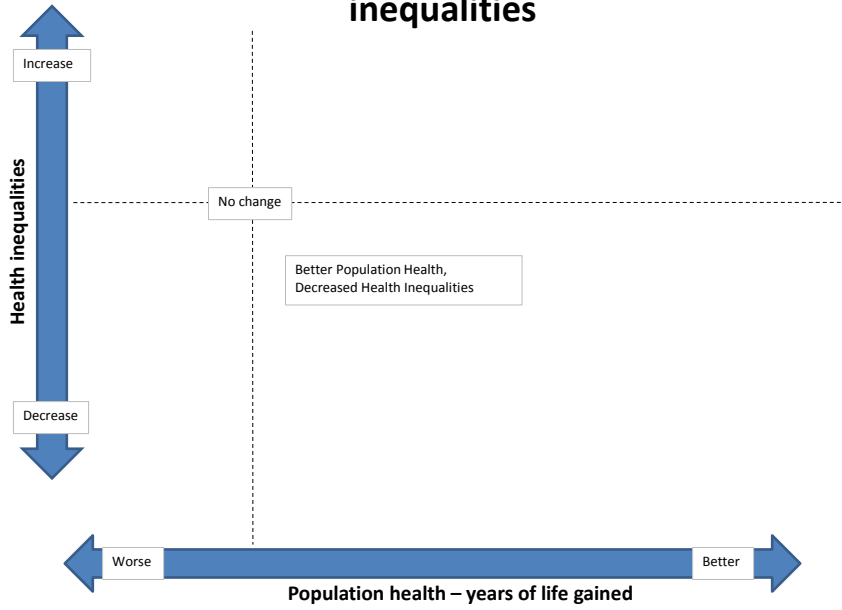 inequalities
Increase
Health inequalities
No change
Better Population Health,
Decreased Health Inequalities
Decrease
Worse
Better
Population health – years of life gained